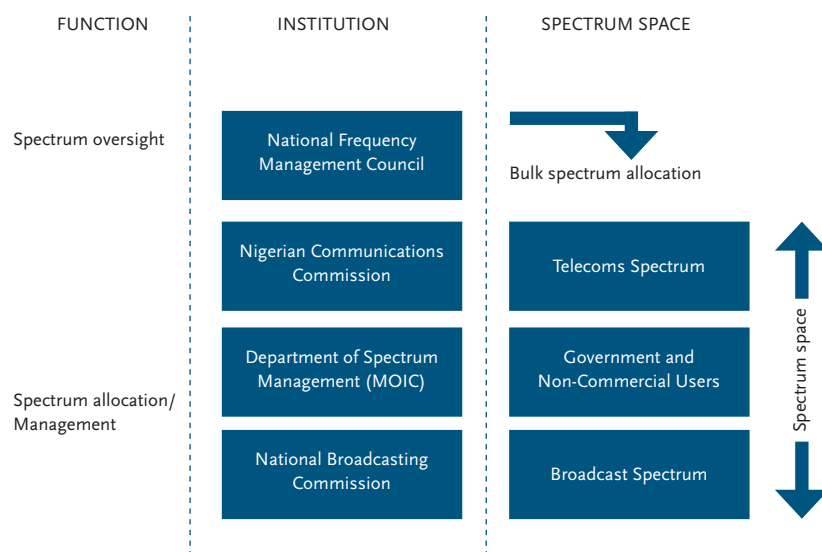 FUNCTION
INSTITUTION
SPECTRUM SPACE
Spectrum oversight
National Frequency
Management Council
Bulk spectrum allocation
Nigerian Communications
Commission
Telecoms Spectrum
Department of Spectrum
Management (MOIC)
Government and
Non-Commercial Users
Spectrum allocation/
Management
National Broadcasting
Commission
Broadcast Spectrum
Spectrum space